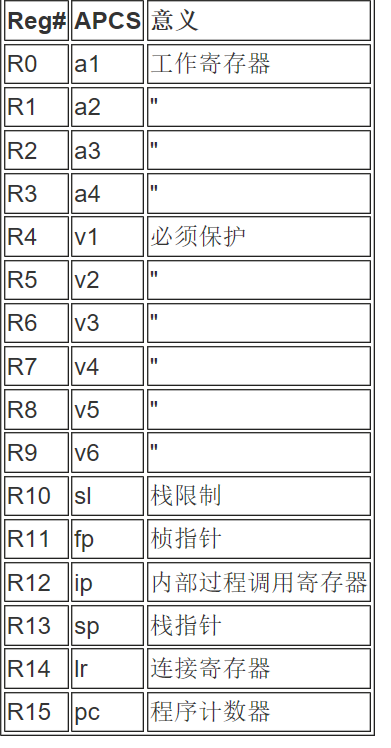 Reg# APCS 意义
R0 a1 工作寄存器
R1 a2 "
R2 a3 "
R3 a4 "
R4 v1 必须保护
R5 v2 "
R6 v3 "
R7 v4 "
R8 v5 "
R9 v6 "
R10 sl 栈限制
R11 fp 桢指针
R12 ip 内部过程调用寄存器
R13 sp 栈指针
R14 lr 连接寄存器
R15 pc 程序计数器